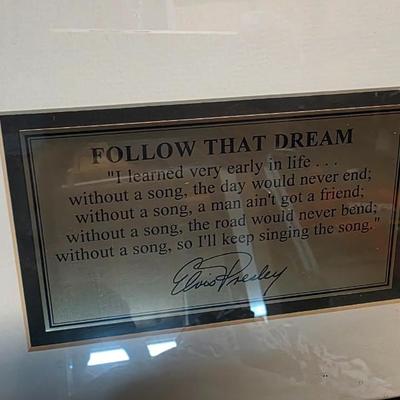 FOLLOW THAT DREAM
"I learned very early in life . . .
without a song, the day would never end;
without a song, a man ain't got a friend;
without a song, the road would never bend;
without a song, so I'll keep singing the song."
Elvis Presley